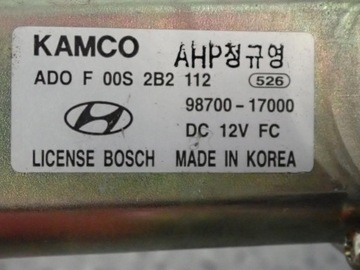 KAMCO AHP정규영
ADO F 00S 2B2 112 526
98700-17000
DC 12V FC
LICENSE BOSCH MADE IN KOREA